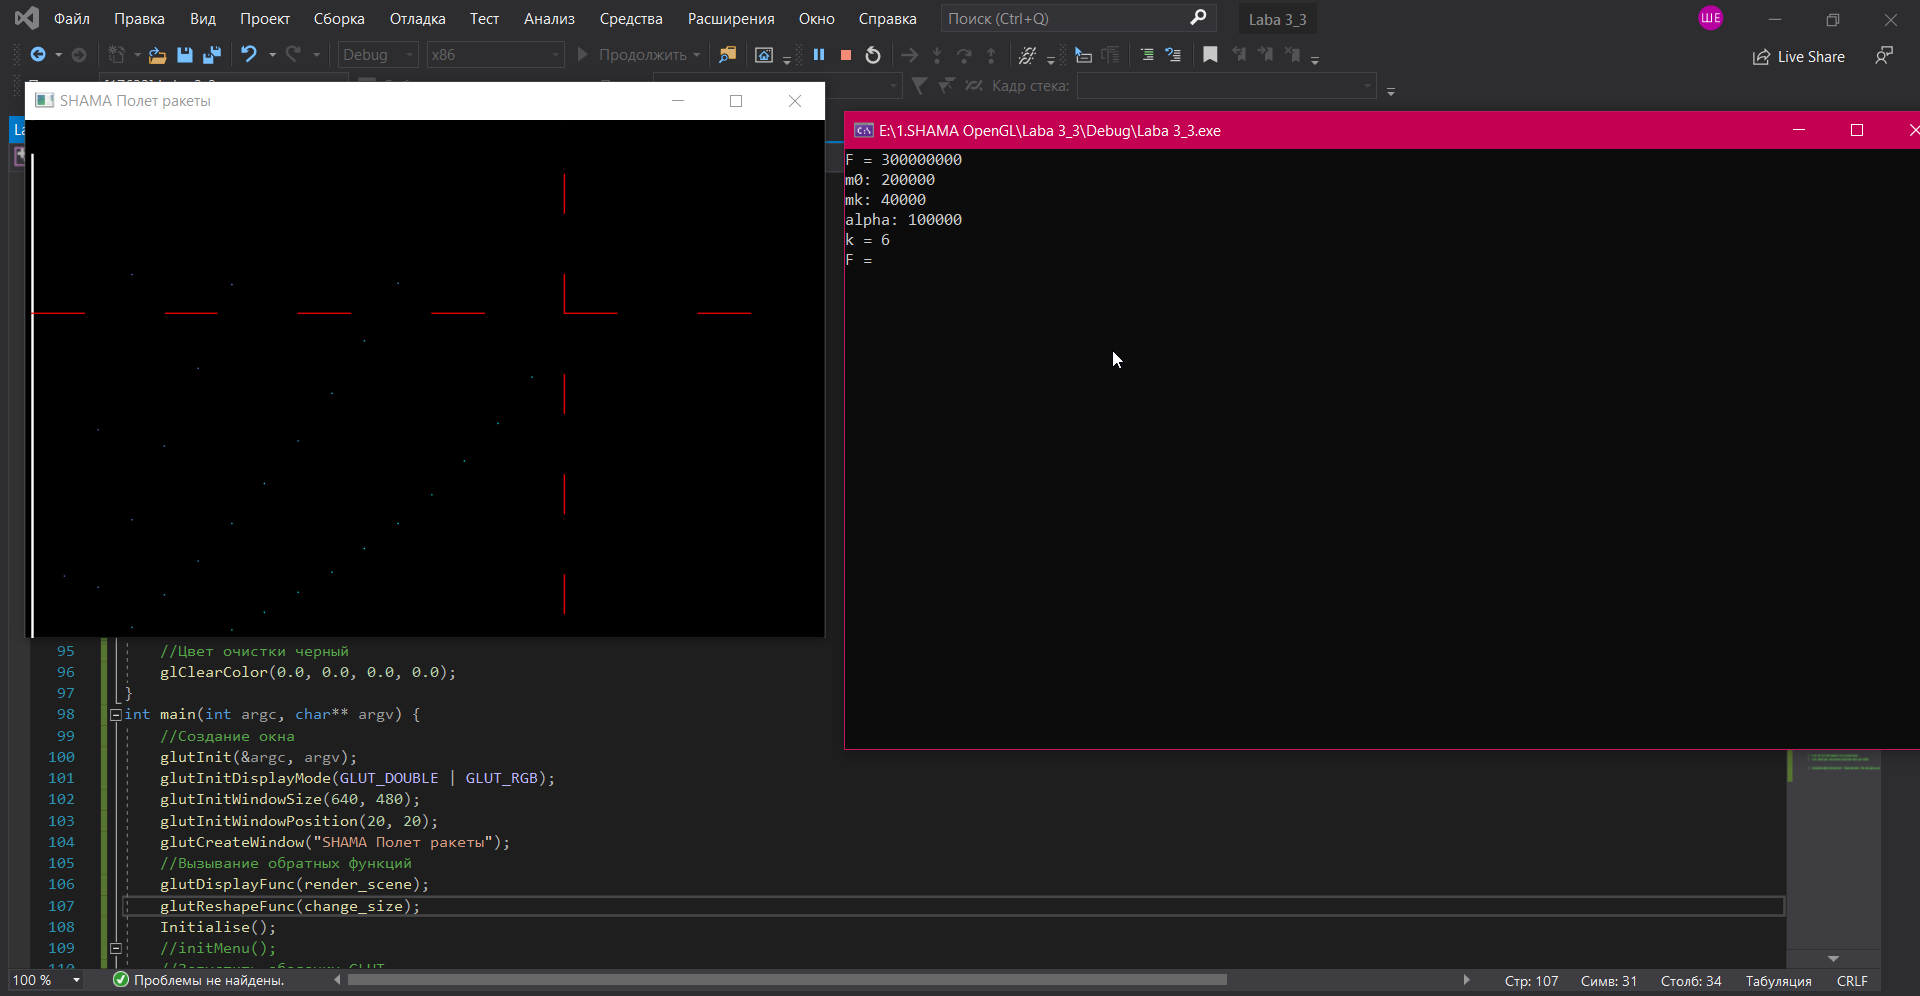 Файл Правка Вид Проект Сборка Отладка Тест Анализ Средства Расширения Окно Справка Поиск (Ctrl+Q) Laba 3_3 ШЕ
Debug x86 Продолжить Live Share
Кадр стека:
SHAMA Полет ракеты
E:\1.SHAMA OpenGL\Laba 3_3\Debug\Laba 3_3.exe
F = 300000000
m0: 200000
mk: 40000
alpha: 100000
k = 6
F =
95 //Цвет очистки черный
96 glClearColor(0.0, 0.0, 0.0, 0.0);
97 }
98 int main(int argc, char** argv) {
99 //Создание окна
100 glutInit(&argc, argv);
101 glutInitDisplayMode(GLUT_DOUBLE | GLUT_RGB);
102 glutInitWindowSize(640, 480);
103 glutInitWindowPosition(20, 20);
104 glutCreateWindow("SHAMA Полет ракеты");
105 //Вызывание обратных функций
106 glutDisplayFunc(render_scene);
107 glutReshapeFunc(change_size);
108 Initialise();
109 //initMenu();
100 % Проблемы не найдены. Стр: 107 Симв: 31 Столб: 34 Табуляция CRLF